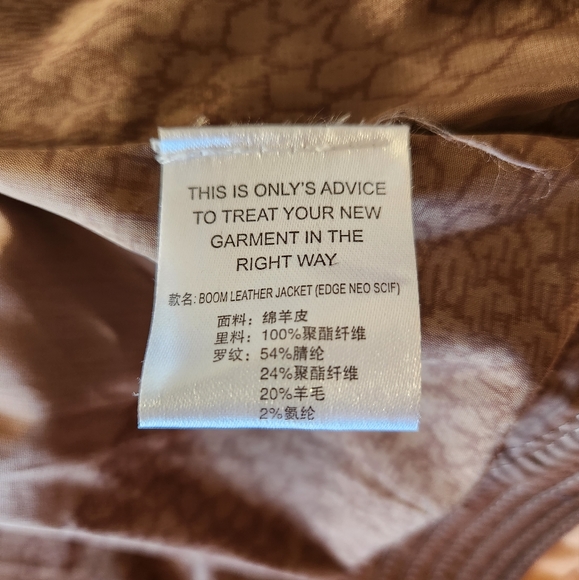 THIS IS ONLY'S ADVICE
TO TREAT YOUR NEW
GARMENT IN THE
RIGHT WAY
款名: BOOM LEATHER JACKET (EDGE NEO SCIF)
面料: 绵羊皮
里料: 100%聚酯纤维
罗纹: 54%腈纶
24%聚酯纤维
20%羊毛
2%氨纶